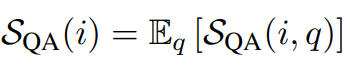 𝒮_QA(i) = 𝔼_q [𝒮_QA(i, q)]